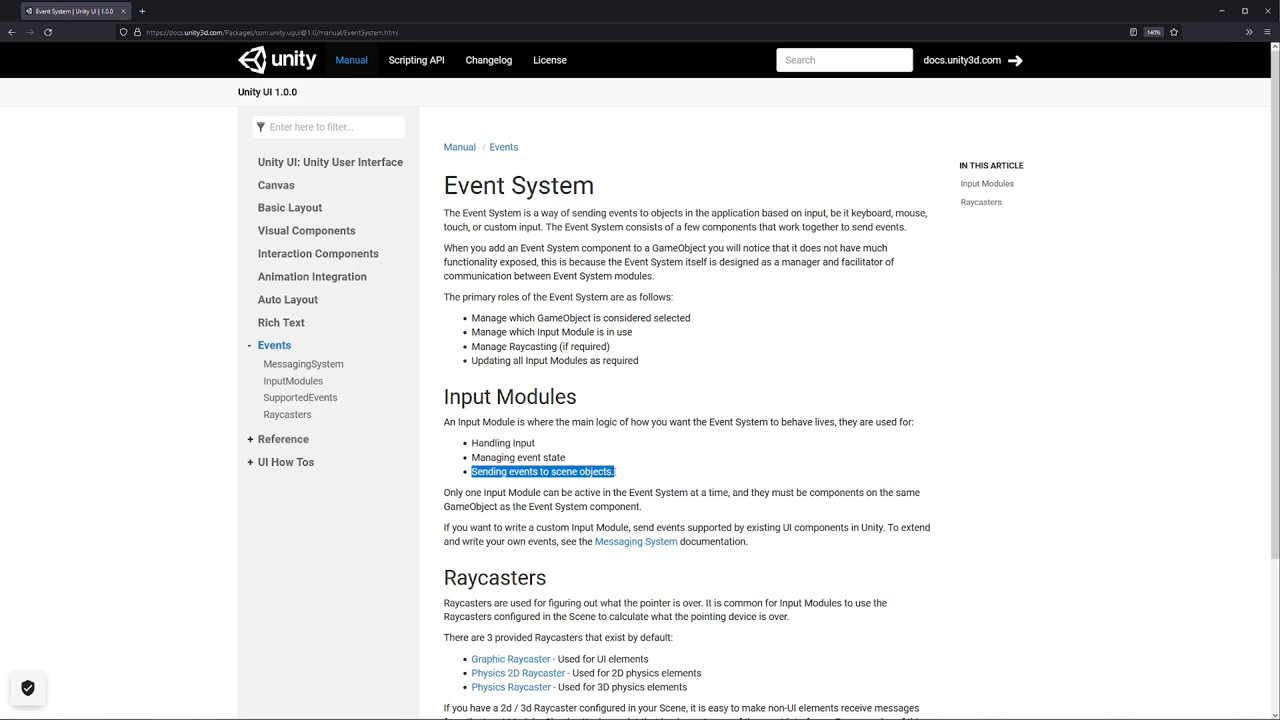 Event System | Unity UI | 1.0.0
https://docs.unity3d.com/Packages/com.unity.ugui@1.0/manual/EventSystem.html
140%
unity
Manual
Scripting API
Changelog
License
Search
docs.unity3d.com
Unity UI 1.0.0
Enter here to filter...
Unity UI: Unity User Interface
Canvas
Basic Layout
Visual Components
Interaction Components
Animation Integration
Auto Layout
Rich Text
- Events
MessagingSystem
InputModules
SupportedEvents
Raycasters
+ Reference
+ UI How Tos
Manual / Events
Event System
The Event System is a way of sending events to objects in the application based on input, be it keyboard, mouse,
touch, or custom input. The Event System consists of a few components that work together to send events.
When you add an Event System component to a GameObject you will notice that it does not have much
functionality exposed, this is because the Event System itself is designed as a manager and facilitator of
communication between Event System modules.
The primary roles of the Event System are as follows:
• Manage which GameObject is considered selected
• Manage which Input Module is in use
• Manage Raycasting (if required)
• Updating all Input Modules as required
Input Modules
An Input Module is where the main logic of how you want the Event System to behave lives, they are used for:
• Handling Input
• Managing event state
• Sending events to scene objects.
Only one Input Module can be active in the Event System at a time, and they must be components on the same
GameObject as the Event System component.
If you want to write a custom Input Module, send events supported by existing UI components in Unity. To extend
and write your own events, see the Messaging System documentation.
Raycasters
Raycasters are used for figuring out what the pointer is over. It is common for Input Modules to use the
Raycasters configured in the Scene to calculate what the pointing device is over.
There are 3 provided Raycasters that exist by default:
• Graphic Raycaster - Used for UI elements
• Physics 2D Raycaster - Used for 2D physics elements
• Physics Raycaster - Used for 3D physics elements
If you have a 2d / 3d Raycaster configured in your Scene, it is easy to make non-UI elements receive messages
IN THIS ARTICLE
Input Modules
Raycasters